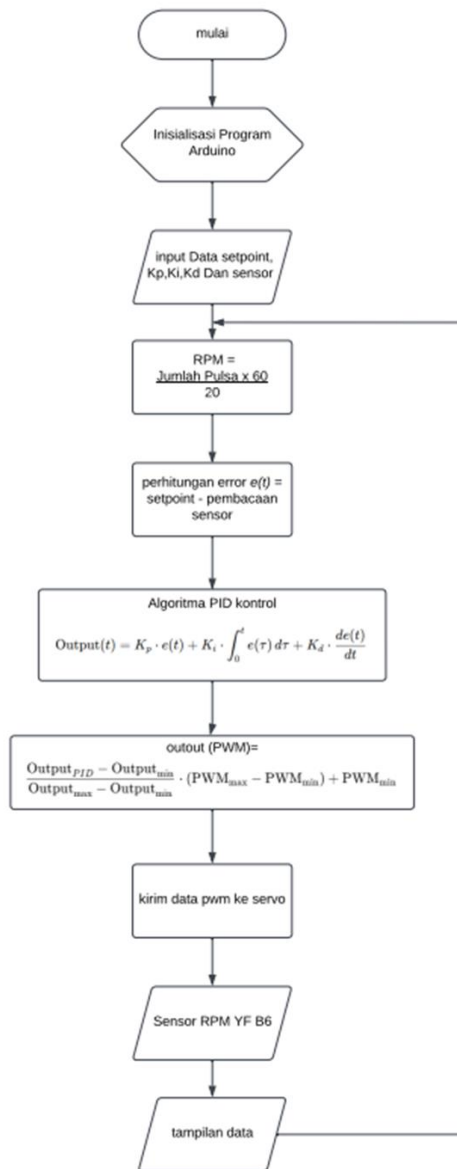 mulai
Inisialisasi Program
Arduino
input Data setpoint,
Kp,Ki,Kd Dan sensor
RPM =
Jumlah Pulsa x 60
20
perhitungan error e(t) =
setpoint - pembacaan
sensor
Algoritma PID kontrol
Output(t) = K_p · e(t) + K_i · ∫_0^t e(τ) dτ + K_d · de(t)/dt
outout (PWM)=
(Output_PID − Output_min)/(Output_max − Output_min) · (PWM_max − PWM_min) + PWM_min
kirim data pwm ke servo
Sensor RPM YF B6
tampilan data